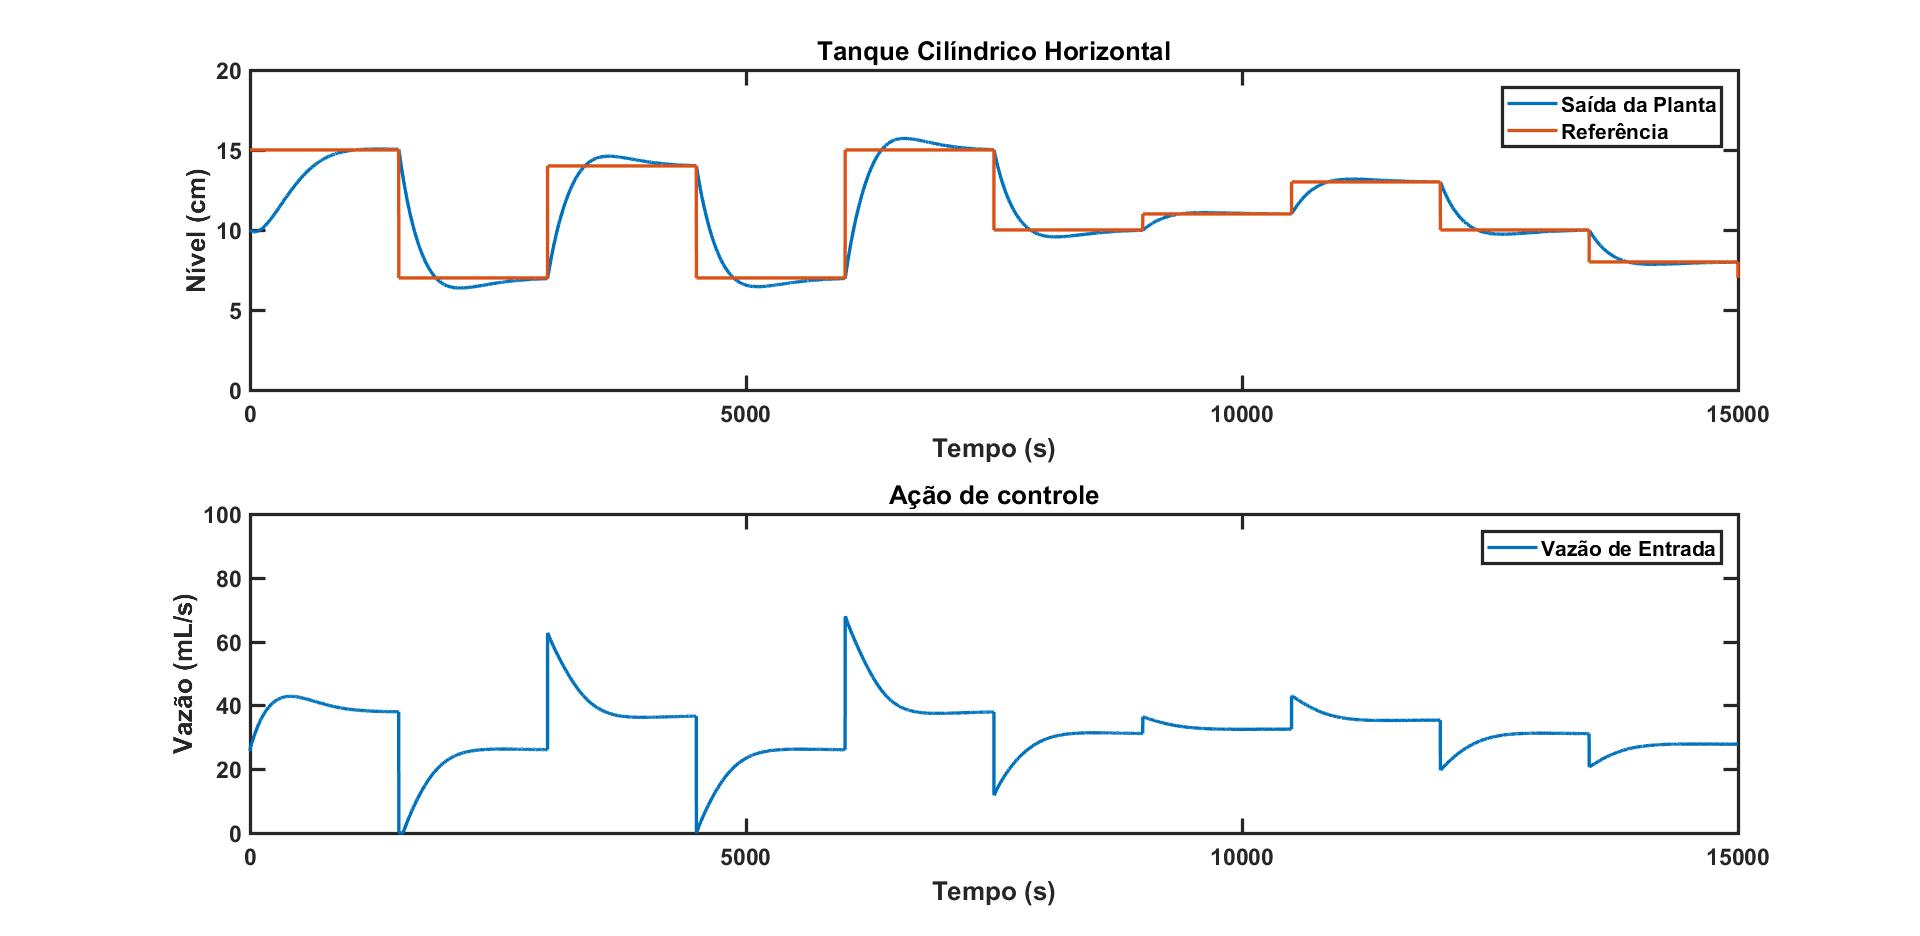 Tanque Cilíndrico Horizontal
20
15
10
5
0
Nível (cm)
Saída da Planta
Referência
0
5000
10000
15000
Tempo (s)
Ação de controle
100
80
60
40
20
0
Vazão (mL/s)
Vazão de Entrada
0
5000
10000
15000
Tempo (s)